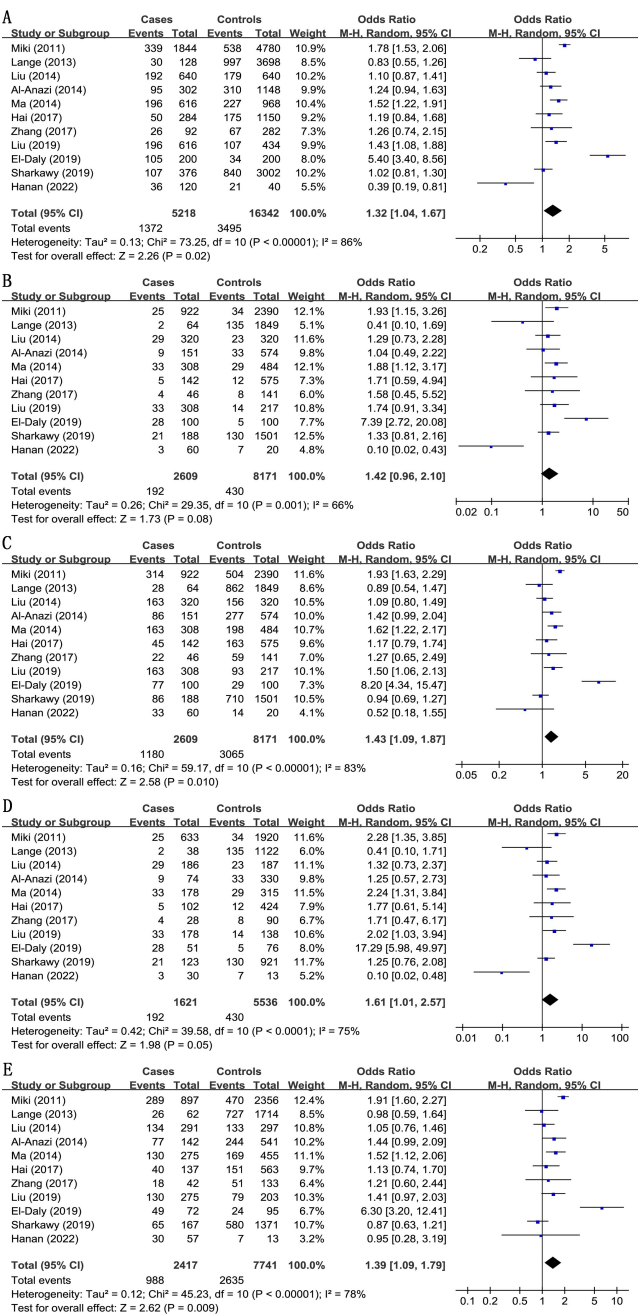 A
Cases Controls Odds Ratio Odds Ratio
Study or Subgroup Events Total Events Total Weight M-H. Random. 95% CI M-H. Random. 95% CI
Miki (2011) 339 1844 538 4780 10.9% 1.78 [1.53, 2.06]
Lange (2013) 30 128 997 3698 8.5% 0.83 [0.55, 1.26]
Liu (2014) 192 640 179 640 10.2% 1.10 [0.87, 1.41]
Al-Anazi (2014) 95 302 310 1148 9.9% 1.24 [0.94, 1.63]
Ma (2014) 196 616 227 968 10.4% 1.52 [1.22, 1.91]
Hai (2017) 50 284 175 1150 9.2% 1.19 [0.84, 1.68]
Zhang (2017) 26 92 67 282 7.2% 1.26 [0.74, 2.15]
Liu (2019) 196 616 107 434 9.9% 1.43 [1.08, 1.88]
El-Daly (2019) 105 200 34 200 8.0% 5.40 [3.40, 8.56]
Sharkawy (2019) 107 376 840 3002 10.3% 1.02 [0.81, 1.30]
Hanan (2022) 36 120 21 40 5.5% 0.39 [0.19, 0.81]
Total (95% CI) 5218 16342 100.0% 1.32 [1.04, 1.67]
Total events 1372 3495
Heterogeneity: Tau² = 0.13; Chi² = 73.25, df = 10 (P < 0.00001); I² = 86%
Test for overall effect: Z = 2.26 (P = 0.02)
0.2 0.5 1 2 5
B
Cases Controls Odds Ratio Odds Ratio
Study or Subgroup Events Total Events Total Weight M-H. Random. 95% CI M-H. Random. 95% CI
Miki (2011) 25 922 34 2390 12.1% 1.93 [1.15, 3.26]
Lange (2013) 2 64 135 1849 5.1% 0.41 [0.10, 1.69]
Liu (2014) 29 320 23 320 11.6% 1.29 [0.73, 2.28]
Al-Anazi (2014) 9 151 33 574 9.8% 1.04 [0.49, 2.22]
Ma (2014) 33 308 29 484 12.2% 1.88 [1.12, 3.17]
Hai (2017) 5 142 12 575 7.3% 1.71 [0.59, 4.94]
Zhang (2017) 4 46 8 141 6.0% 1.58 [0.45, 5.52]
Liu (2019) 33 308 14 217 10.8% 1.74 [0.91, 3.34]
El-Daly (2019) 28 100 5 100 7.7% 7.39 [2.72, 20.08]
Sharkawy (2019) 21 188 130 1501 12.5% 1.33 [0.81, 2.16]
Hanan (2022) 3 60 7 20 4.8% 0.10 [0.02, 0.43]
Total (95% CI) 2609 8171 100.0% 1.42 [0.96, 2.10]
Total events 192 430
Heterogeneity: Tau² = 0.26; Chi² = 29.35, df = 10 (P = 0.001); I² = 66%
Test for overall effect: Z = 1.73 (P = 0.08)
0.02 0.1 1 10 50
C
Cases Controls Odds Ratio Odds Ratio
Study or Subgroup Events Total Events Total Weight M-H. Random. 95% CI M-H. Random. 95% CI
Miki (2011) 314 922 504 2390 11.6% 1.93 [1.63, 2.29]
Lange (2013) 28 64 862 1849 8.5% 0.89 [0.54, 1.47]
Liu (2014) 163 320 156 320 10.5% 1.09 [0.80, 1.49]
Al-Anazi (2014) 86 151 277 574 9.9% 1.42 [0.99, 2.04]
Ma (2014) 163 308 198 484 10.7% 1.62 [1.22, 2.17]
Hai (2017) 45 142 163 575 9.6% 1.17 [0.79, 1.74]
Zhang (2017) 22 46 59 141 7.0% 1.27 [0.65, 2.49]
Liu (2019) 163 308 93 217 10.1% 1.50 [1.06, 2.13]
El-Daly (2019) 77 100 29 100 7.3% 8.20 [4.34, 15.47]
Sharkawy (2019) 86 188 710 1501 10.5% 0.94 [0.69, 1.27]
Hanan (2022) 33 60 14 20 4.1% 0.52 [0.18, 1.55]
Total (95% CI) 2609 8171 100.0% 1.43 [1.09, 1.87]
Total events 1180 3065
Heterogeneity: Tau² = 0.16; Chi² = 59.17, df = 10 (P < 0.00001); I² = 83%
Test for overall effect: Z = 2.58 (P = 0.010)
0.05 0.2 1 5 20
D
Cases Controls Odds Ratio Odds Ratio
Study or Subgroup Events Total Events Total Weight M-H. Random. 95% CI M-H. Random. 95% CI
Miki (2011) 25 633 34 1920 11.6% 2.28 [1.35, 3.85]
Lange (2013) 2 38 135 1122 6.0% 0.41 [0.10, 1.71]
Liu (2014) 29 186 23 187 11.1% 1.32 [0.73, 2.37]
Al-Anazi (2014) 9 74 33 330 9.8% 1.25 [0.57, 2.73]
Ma (2014) 33 178 29 315 11.5% 2.24 [1.31, 3.84]
Hai (2017) 5 102 12 424 7.9% 1.77 [0.61, 5.14]
Zhang (2017) 4 28 8 90 6.6% 1.71 [0.47, 6.17]
Liu (2019) 33 178 14 138 10.6% 2.02 [1.03, 3.94]
El-Daly (2019) 28 51 5 76 8.0% 17.29 [5.98, 49.97]
Sharkawy (2019) 21 123 130 921 11.7% 1.25 [0.76, 2.08]
Hanan (2022) 3 30 7 13 5.2% 0.10 [0.02, 0.48]
Total (95% CI) 1621 5536 100.0% 1.61 [1.01, 2.57]
Total events 192 430
Heterogeneity: Tau² = 0.42; Chi² = 39.58, df = 10 (P < 0.0001); I² = 75%
Test for overall effect: Z = 1.98 (P = 0.05)
0.01 0.1 1 10 100
E
Cases Controls Odds Ratio Odds Ratio
Study or Subgroup Events Total Events Total Weight M-H. Random. 95% CI M-H. Random. 95% CI
Miki (2011) 289 897 470 2356 12.4% 1.91 [1.60, 2.27]
Lange (2013) 26 62 727 1714 8.5% 0.98 [0.59, 1.64]
Liu (2014) 134 291 133 297 10.8% 1.05 [0.76, 1.46]
Al-Anazi (2014) 77 142 244 541 10.2% 1.44 [0.99, 2.09]
Ma (2014) 130 275 169 455 11.1% 1.52 [1.12, 2.06]
Hai (2017) 40 137 151 563 9.7% 1.13 [0.74, 1.70]
Zhang (2017) 18 42 51 133 6.4% 1.21 [0.60, 2.44]
Liu (2019) 130 275 79 203 10.3% 1.41 [0.97, 2.03]
El-Daly (2019) 49 72 24 95 6.6% 6.30 [3.20, 12.41]
Sharkawy (2019) 65 167 580 1371 10.8% 0.87 [0.63, 1.21]
Hanan (2022) 30 57 7 13 3.2% 0.95 [0.28, 3.19]
Total (95% CI) 2417 7741 100.0% 1.39 [1.09, 1.79]
Total events 988 2635
Heterogeneity: Tau² = 0.12; Chi² = 45.23, df = 10 (P < 0.00001); I² = 78%
Test for overall effect: Z = 2.62 (P = 0.009)
0.1 0.2 0.5 1 2 5 10